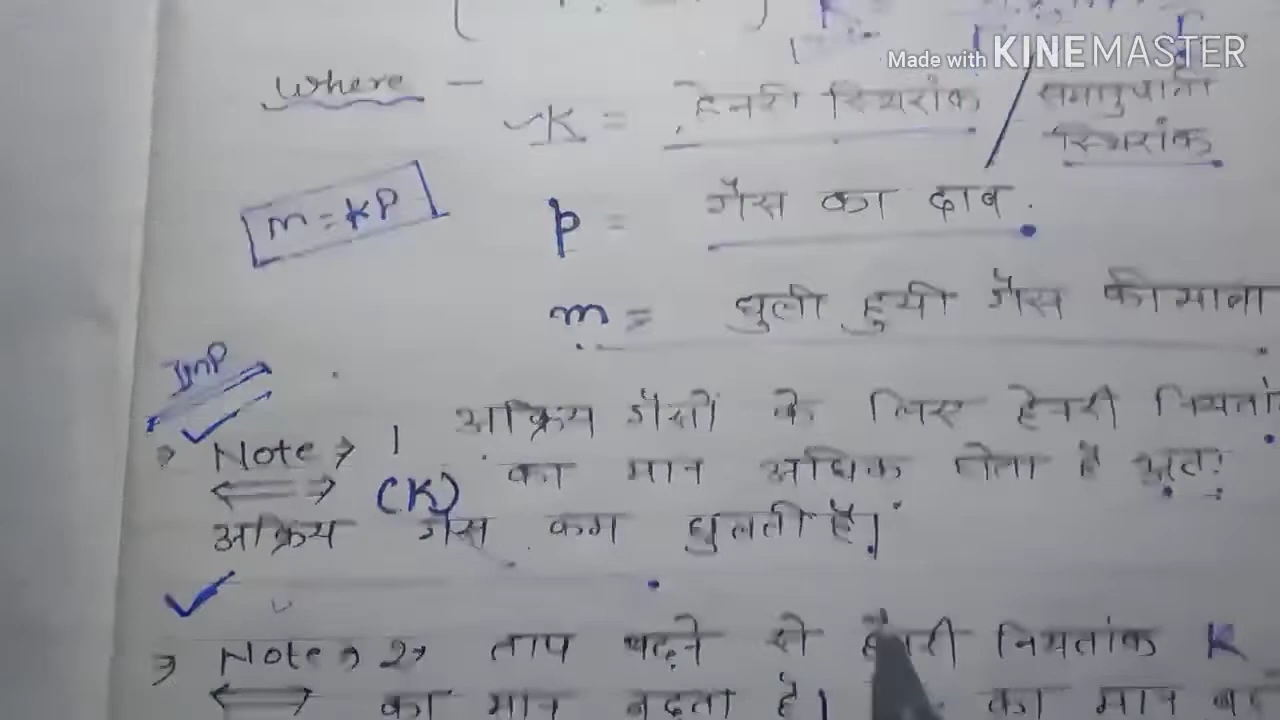 Made with KINEMASTER
where -
K = हेनरी स्थिरांक / समानुपाती
स्थिरांक
m = KP
p = गैस का दाब.
m = घुली हुयी गैस की मात्रा
Imp
Note → 1 अक्रिय गैसों के लिए हेनरी नियतां
(K) का मान अधिक होता है अतः
अक्रिय गैस कम घुलती है।
Note → 2→ ताप बढ़ने से हेनरी नियतांक K
का मान बढ़ता है। का मान